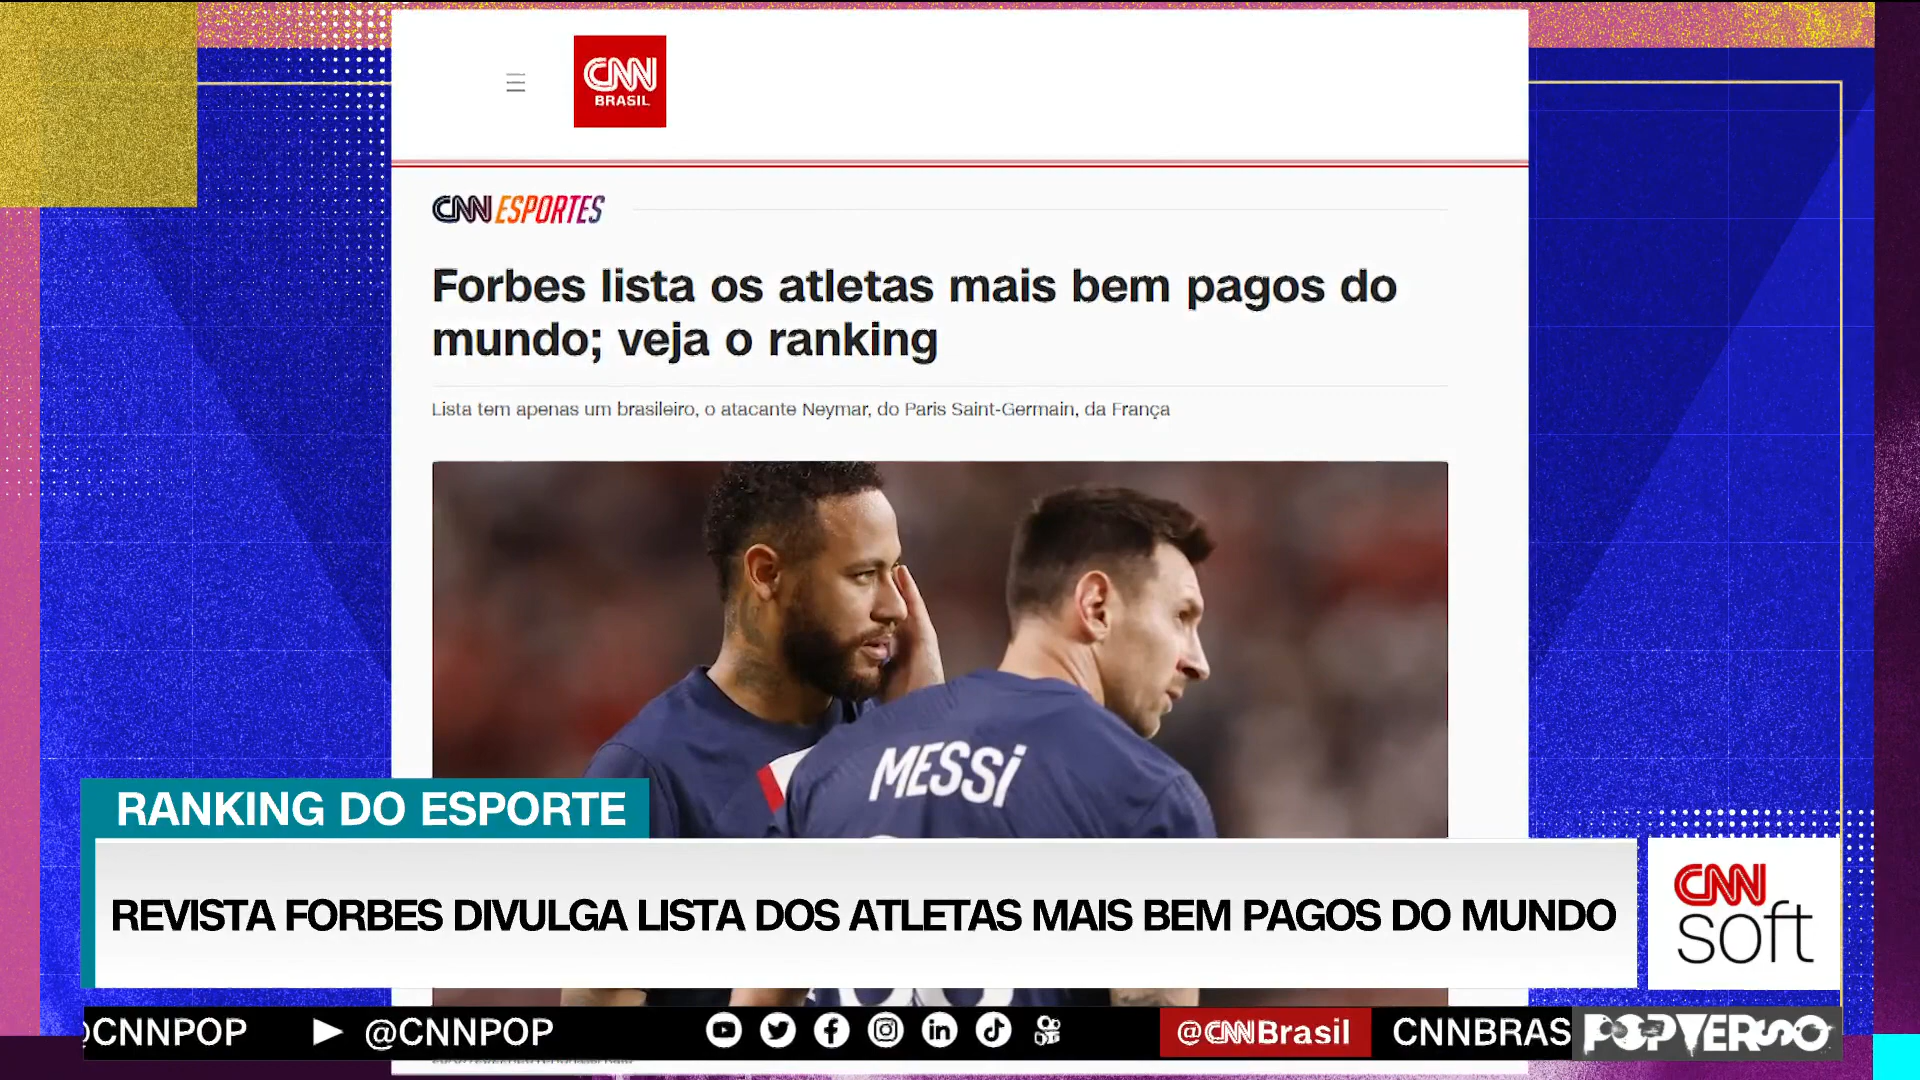 CNN
BRASIL
CNN ESPORTES
Forbes lista os atletas mais bem pagos do
mundo; veja o ranking
Lista tem apenas um brasileiro, o atacante Neymar, do Paris Saint-Germain, da França
MESSi
RANKING DO ESPORTE
REVISTA FORBES DIVULGA LISTA DOS ATLETAS MAIS BEM PAGOS DO MUNDO
CNN
soft
@CNNPOP
@CNNPOP
@CNNBrasil
CNNBRAS
POPVERSO